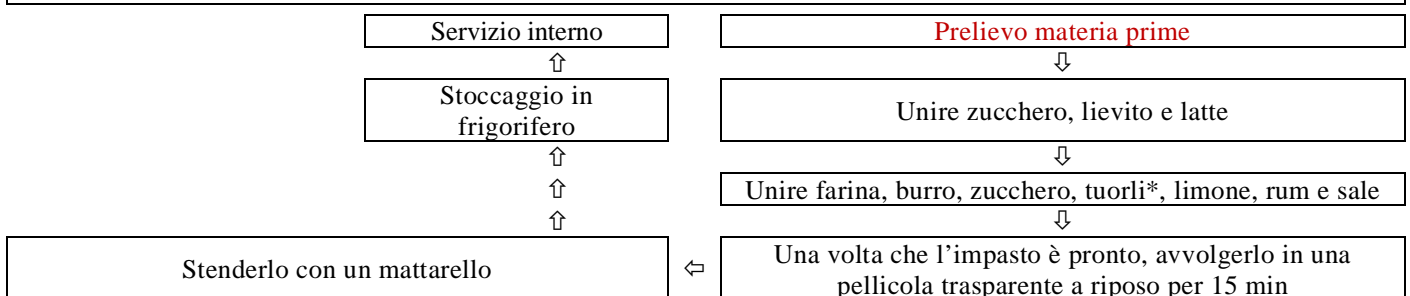 Servizio interno
Prelievo materia prime
⇧
⇩
Stoccaggio in
frigorifero
Unire zucchero, lievito e latte
⇧
⇩
⇧
Unire farina, burro, zucchero, tuorli*, limone, rum e sale
⇧
⇩
Stenderlo con un mattarello
⇦
Una volta che l’impasto è pronto, avvolgerlo in una
pellicola trasparente a riposo per 15 min